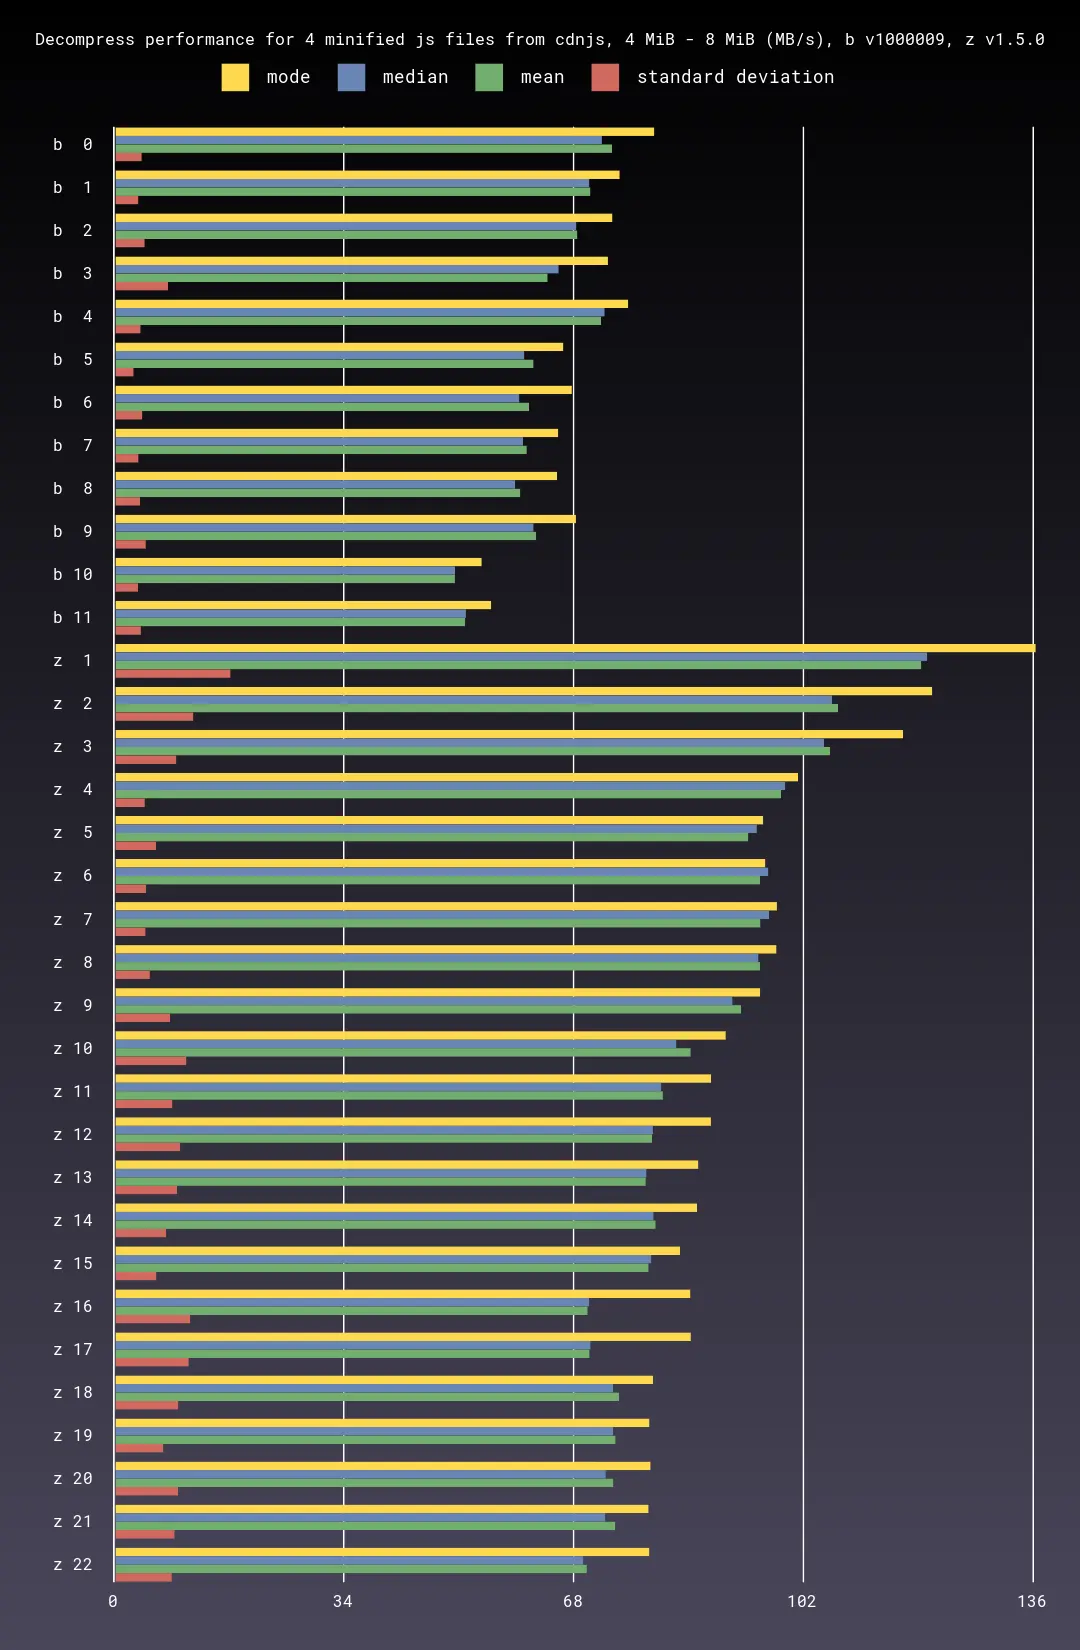 Decompress performance for 4 minified js files from cdnjs, 4 MiB - 8 MiB (MB/s), b v1000009, z v1.5.0
mode median mean standard deviation
b 0
b 1
b 2
b 3
b 4
b 5
b 6
b 7
b 8
b 9
b 10
b 11
z 1
z 2
z 3
z 4
z 5
z 6
z 7
z 8
z 9
z 10
z 11
z 12
z 13
z 14
z 15
z 16
z 17
z 18
z 19
z 20
z 21
z 22
0 34 68 102 136